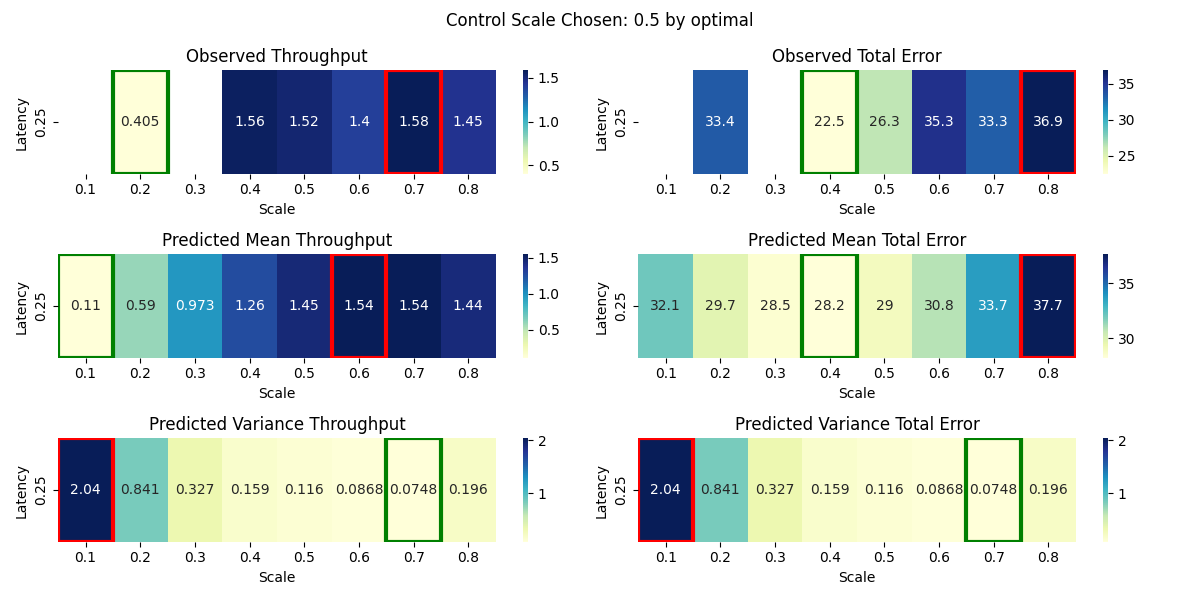 Control Scale Chosen: 0.5 by optimal
Observed Throughput
Latency
0.25
0.405 1.56 1.52 1.4 1.58 1.45
1.5
1.0
0.5
0.1 0.2 0.3 0.4 0.5 0.6 0.7 0.8
Scale
Observed Total Error
Latency
0.25
33.4 22.5 26.3 35.3 33.3 36.9
35
30
25
0.1 0.2 0.3 0.4 0.5 0.6 0.7 0.8
Scale
Predicted Mean Throughput
Latency
0.25
0.11 0.59 0.973 1.26 1.45 1.54 1.54 1.44
1.5
1.0
0.5
0.1 0.2 0.3 0.4 0.5 0.6 0.7 0.8
Scale
Predicted Mean Total Error
Latency
0.25
32.1 29.7 28.5 28.2 29 30.8 33.7 37.7
35
30
0.1 0.2 0.3 0.4 0.5 0.6 0.7 0.8
Scale
Predicted Variance Throughput
Latency
0.25
2.04 0.841 0.327 0.159 0.116 0.0868 0.0748 0.196
2
1
0.1 0.2 0.3 0.4 0.5 0.6 0.7 0.8
Scale
Predicted Variance Total Error
Latency
0.25
2.04 0.841 0.327 0.159 0.116 0.0868 0.0748 0.196
2
1
0.1 0.2 0.3 0.4 0.5 0.6 0.7 0.8
Scale